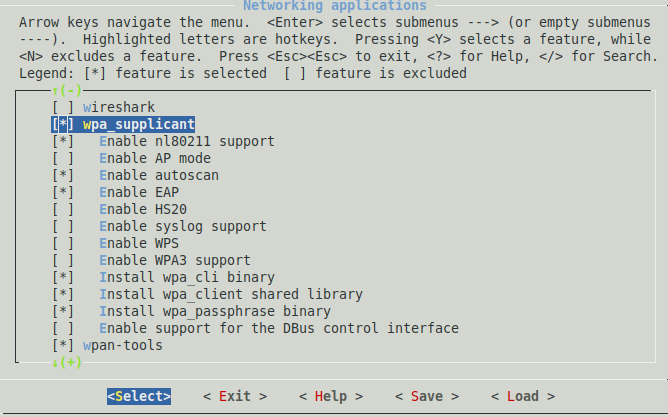 Networking applications
Arrow keys navigate the menu.  <Enter> selects submenus ---> (or empty submenus
----).  Highlighted letters are hotkeys.  Pressing <Y> selects a feature, while
<N> excludes a feature.  Press <Esc><Esc> to exit, <?> for Help, </> for Search.
Legend: [*] feature is selected  [ ] feature is excluded
↑(-)
[ ] wireshark
[*] wpa_supplicant
[*]   Enable nl80211 support
[ ]   Enable AP mode
[*]   Enable autoscan
[*]   Enable EAP
[ ]   Enable HS20
[ ]   Enable syslog support
[ ]   Enable WPS
[ ]   Enable WPA3 support
[*]   Install wpa_cli binary
[*]   Install wpa_client shared library
[*]   Install wpa_passphrase binary
[ ]   Enable support for the DBus control interface
[*] wpan-tools
↓(+)
<Select>    < Exit >    < Help >    < Save >    < Load >